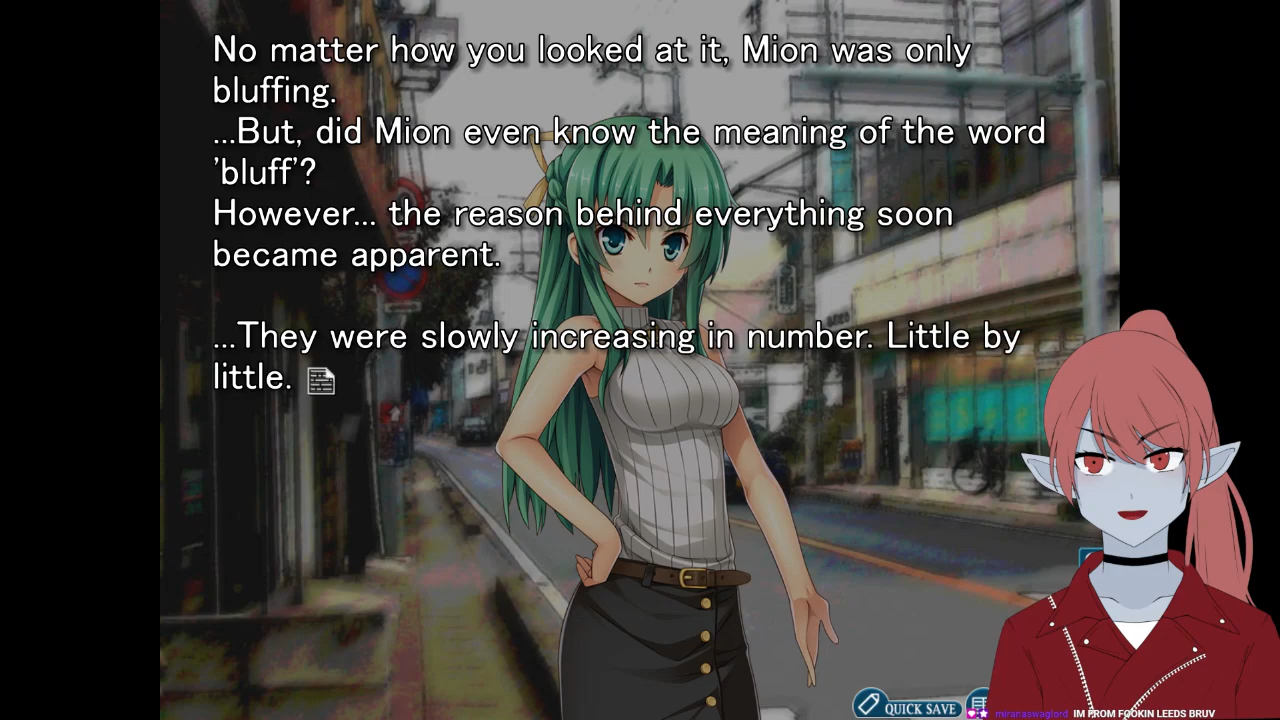 No matter how you looked at it, Mion was only
bluffing.
...But, did Mion even know the meaning of the word
'bluff'?
However... the reason behind everything soon
became apparent.
...They were slowly increasing in number. Little by
little.
QUICK SAVE
miranaswaglord IM FROM FOOKIN LEEDS BRUV